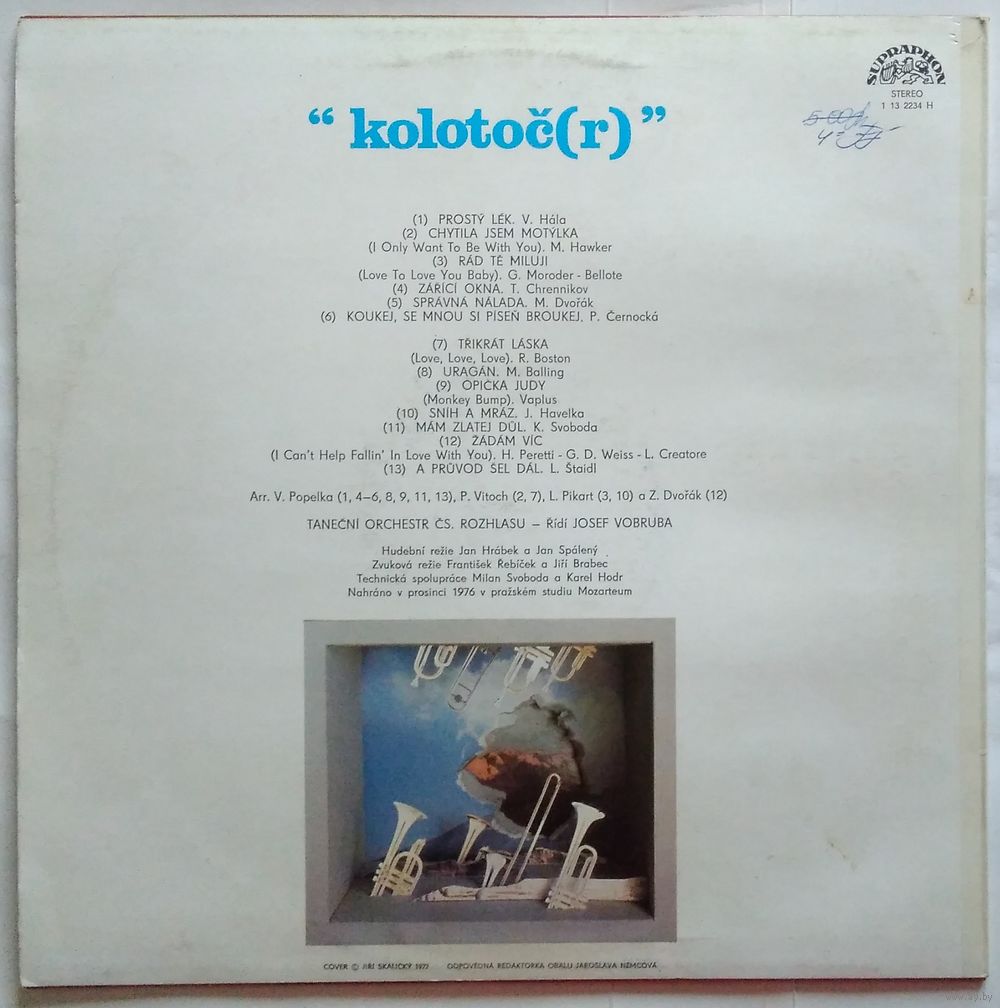 SUPRAPHON
STEREO
1 13 2234 H
“ kolotoč(r) ”
(1) PROSTÝ LÉK. V. Hála
(2) CHYTILA JSEM MOTÝLKA
(I Only Want To Be With You). M. Hawker
(3) RÁD TĚ MILUJI
(Love To Love You Baby). G. Moroder - Bellote
(4) ZÁŘÍCÍ OKNA. T. Chrennikov
(5) SPRÁVNÁ NÁLADA. M. Dvořák
(6) KOUKEJ, SE MNOU SI PÍSEŇ BROUKEJ. P. Černocká
(7) TŘIKRÁT LÁSKA
(Love, Love, Love). R. Boston
(8) URAGÁN. M. Balling
(9) OPIČKA JUDY
(Monkey Bump). Vaplus
(10) SNÍH A MRÁZ. J. Havelka
(11) MÁM ZLATEJ DŮL. K. Svoboda
(12) ŽÁDÁM VÍC
(I Can't Help Fallin' In Love With You). H. Peretti - G. D. Weiss - L. Creatore
(13) A PRŮVOD ŠEL DÁL. L. Štaidl
Arr. V. Popelka (1, 4–6, 8, 9, 11, 13), P. Vitoch (2, 7), L. Pikart (3, 10) a Z. Dvořák (12)
TANEČNÍ ORCHESTR ČS. ROZHLASU – Řídí JOSEF VOBRUBA
Hudební režie Jan Hrábek a Jan Spálený
Zvuková režie František Řebíček a Jiří Brabec
Technická spolupráce Milan Svoboda a Karel Hodr
Nahráno v prosinci 1976 v pražském studiu Mozarteum
COVER © JIŘÍ SKALICKÝ 1977 ODPOVĚDNÁ REDAKTORKA OBALU JAROSLAVA NĚMCOVÁ
www.ay.by